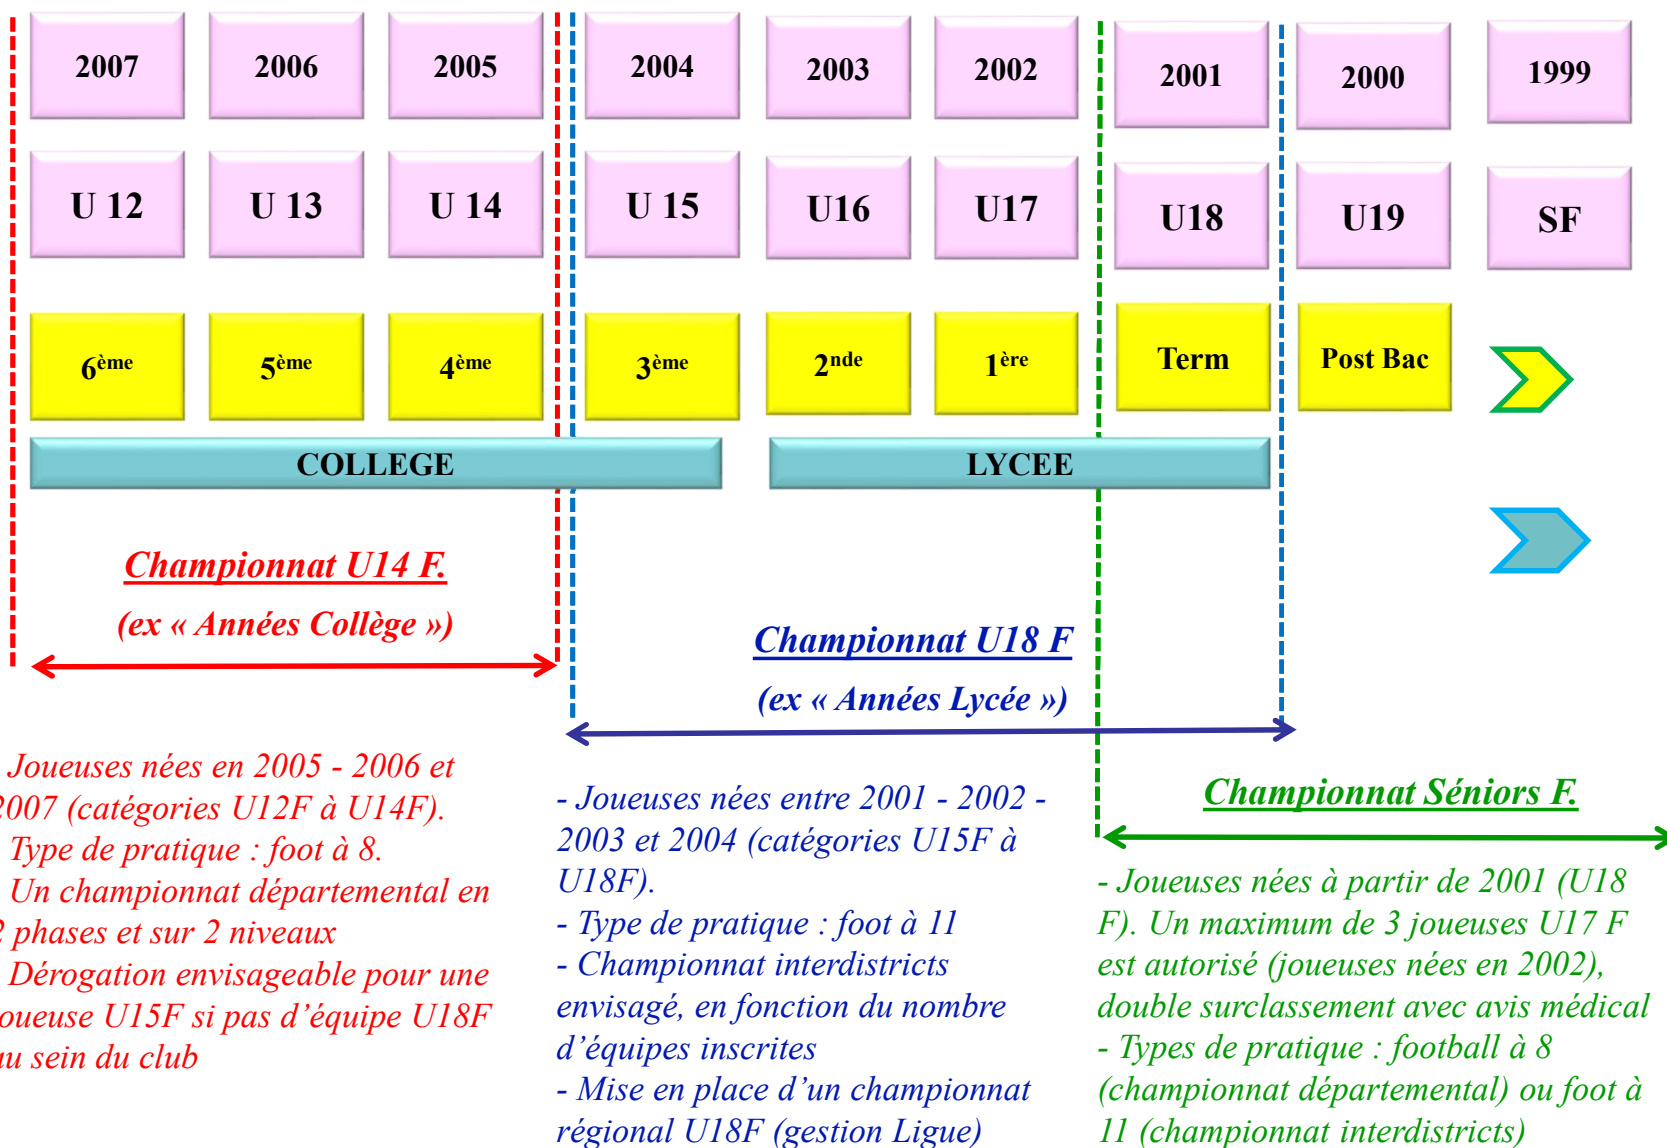 2007 2006 2005 2004 2003 2002 2001 2000 1999
U 12 U 13 U 14 U 15 U16 U17 U18 U19 SF
6ème 5ème 4ème 3ème 2nde 1ère Term Post Bac
COLLEGE LYCEE
Championnat U14 F.
(ex « Années Collège »)
Joueuses nées en 2005 - 2006 et
2007 (catégories U12F à U14F).
Type de pratique : foot à 8.
Un championnat départemental en
2 phases et sur 2 niveaux
Dérogation envisageable pour une
joueuse U15F si pas d’équipe U18F
au sein du club
Championnat U18 F
(ex « Années Lycée »)
- Joueuses nées entre 2001 - 2002 -
2003 et 2004 (catégories U15F à
U18F).
- Type de pratique : foot à 11
- Championnat interdistricts
envisagé, en fonction du nombre
d’équipes inscrites
- Mise en place d’un championnat
régional U18F (gestion Ligue)
Championnat Séniors F.
- Joueuses nées à partir de 2001 (U18
F). Un maximum de 3 joueuses U17 F
est autorisé (joueuses nées en 2002),
double surclassement avec avis médical
- Types de pratique : football à 8
(championnat départemental) ou foot à
11 (championnat interdistricts)